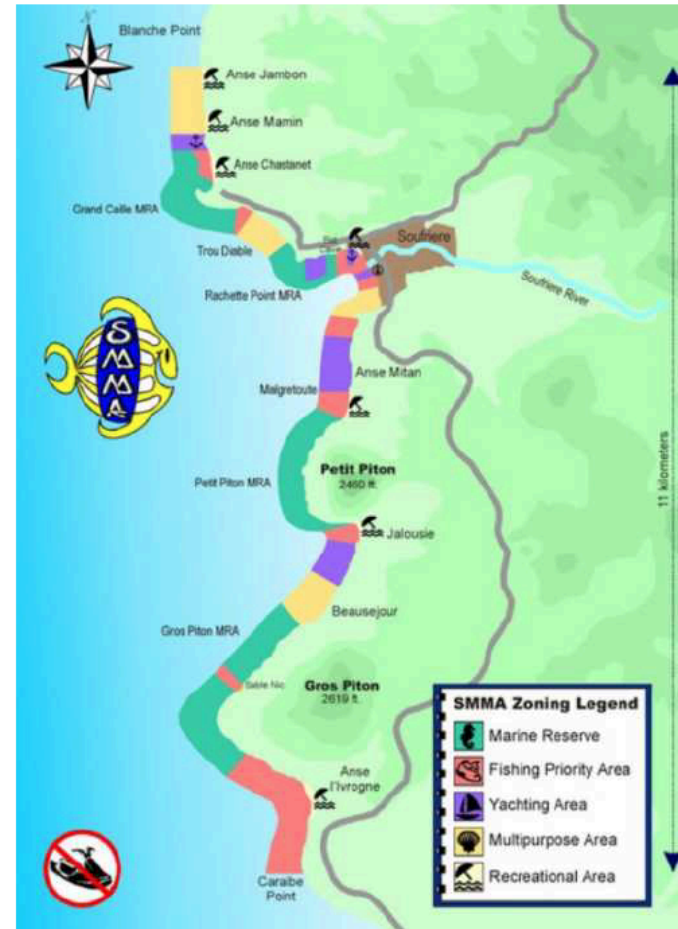 N
Blanche Point
Anse Jambon
Anse Mamin
Anse Chastanet
Grand Caille MRA
Trou Diable
Soufriere
Rachette Point MRA
Soufriere River
SMMA
Anse Mitan
Malgretoute
Petit Piton
2460 ft.
Petit Piton MRA
11 kilometers
Jalousie
Beausejour
Gros Piton MRA
Sable Nic
Gros Piton
2619 ft.
Anse
l'Ivrogne
Caraibe
Point
SMMA Zoning Legend
Marine Reserve
Fishing Priority Area
Yachting Area
Multipurpose Area
Recreational Area